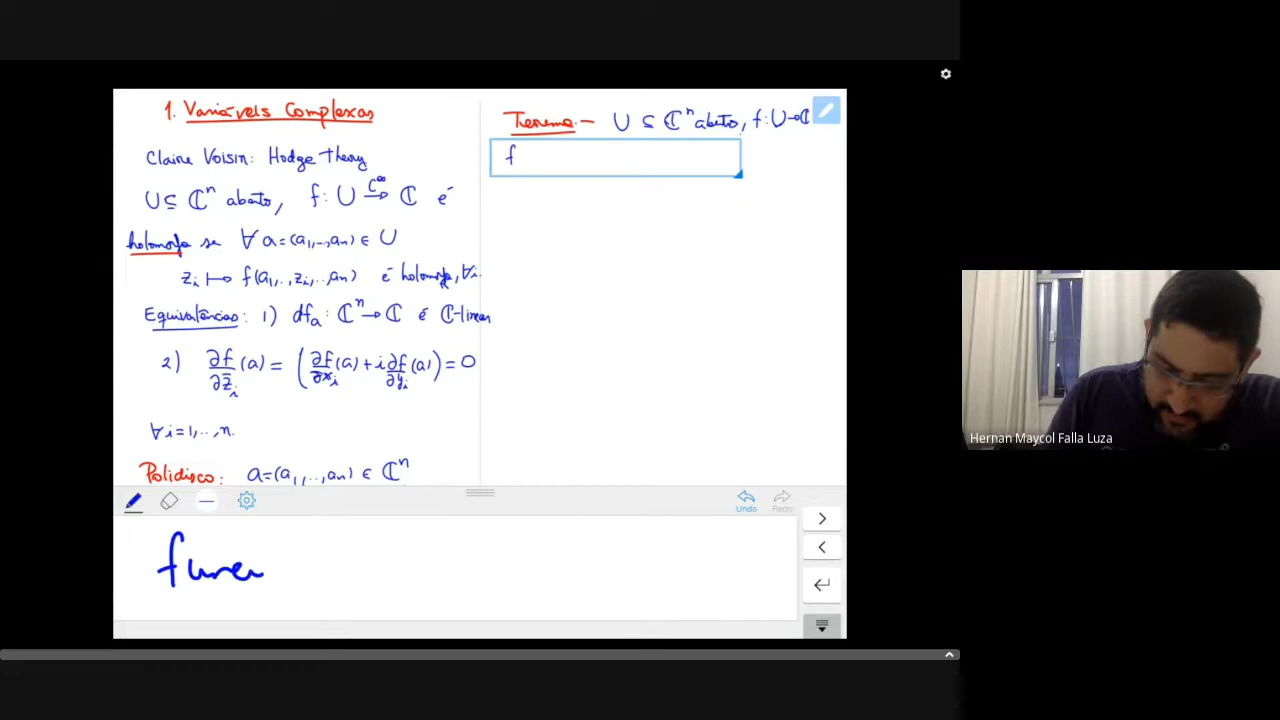 1. Variáveis Complexas
Claire Voisin: Hodge Theory
U ⊆ ℂⁿ aberto, f: U →^{C^∞} ℂ é
holomorfa se ∀ a=(a₁,..,aₙ) ∈ U
zᵢ ↦ f(a₁,..,zᵢ,..,aₙ) é holomorfa, ∀i.
Equivalências: 1) dfₐ: ℂⁿ → ℂ é ℂ-linear
2) ∂f/∂z̄ᵢ (a) = (∂f/∂xᵢ (a) + i ∂f/∂yᵢ (a)) = 0
∀ i=1,..,n.
Polidisco: a=(a₁,..,aₙ) ∈ ℂⁿ
Teorema.- U ⊆ ℂⁿ aberto, f: U→ℂ
f
Undo
Redo
Hernan Maycol Falla Luza